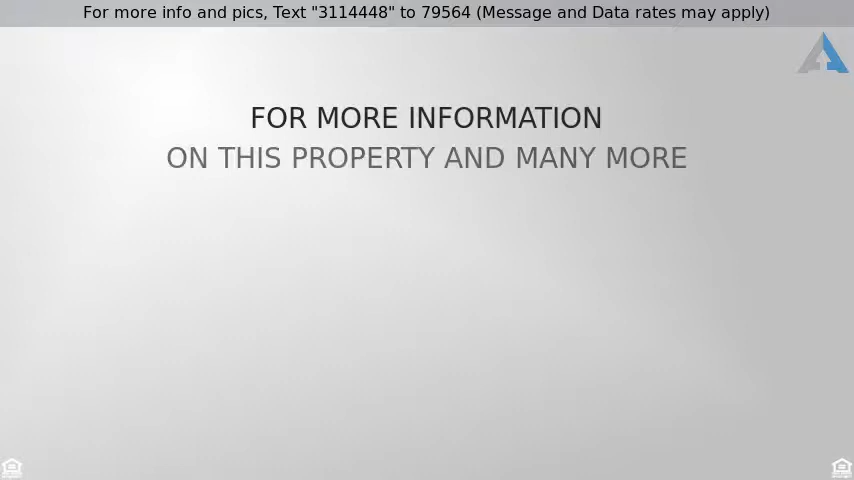 For more info and pics, Text "3114448" to 79564 (Message and Data rates may apply)
FOR MORE INFORMATION
ON THIS PROPERTY AND MANY MORE